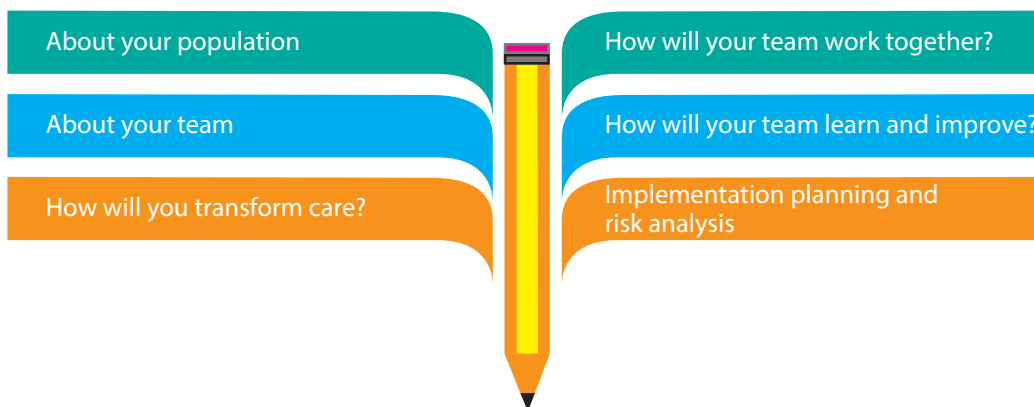 About your population
About your team
How will you transform care?
How will your team work together?
How will your team learn and improve?
Implementation planning and
risk analysis